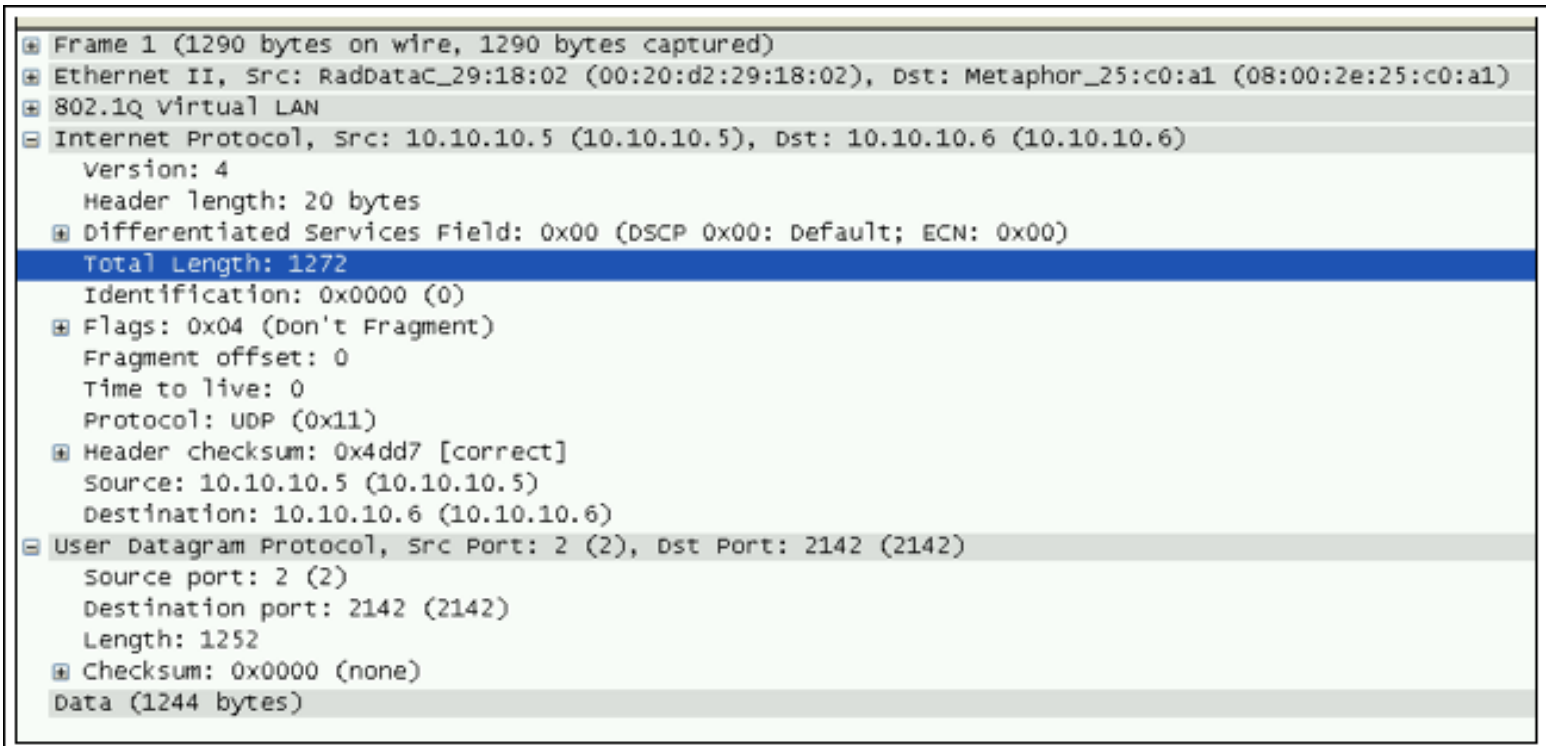 Frame 1 (1290 bytes on wire, 1290 bytes captured)
Ethernet II, Src: RadDataC_29:18:02 (00:20:d2:29:18:02), Dst: Metaphor_25:c0:a1 (08:00:2e:25:c0:a1)
802.1Q Virtual LAN
Internet Protocol, Src: 10.10.10.5 (10.10.10.5), Dst: 10.10.10.6 (10.10.10.6)
Version: 4
Header length: 20 bytes
Differentiated Services Field: 0x00 (DSCP 0x00: Default; ECN: 0x00)
Total Length: 1272
Identification: 0x0000 (0)
Flags: 0x04 (Don't Fragment)
Fragment offset: 0
Time to live: 0
Protocol: UDP (0x11)
Header checksum: 0x4dd7 [correct]
Source: 10.10.10.5 (10.10.10.5)
Destination: 10.10.10.6 (10.10.10.6)
User Datagram Protocol, Src Port: 2 (2), Dst Port: 2142 (2142)
Source port: 2 (2)
Destination port: 2142 (2142)
Length: 1252
Checksum: 0x0000 (none)
Data (1244 bytes)